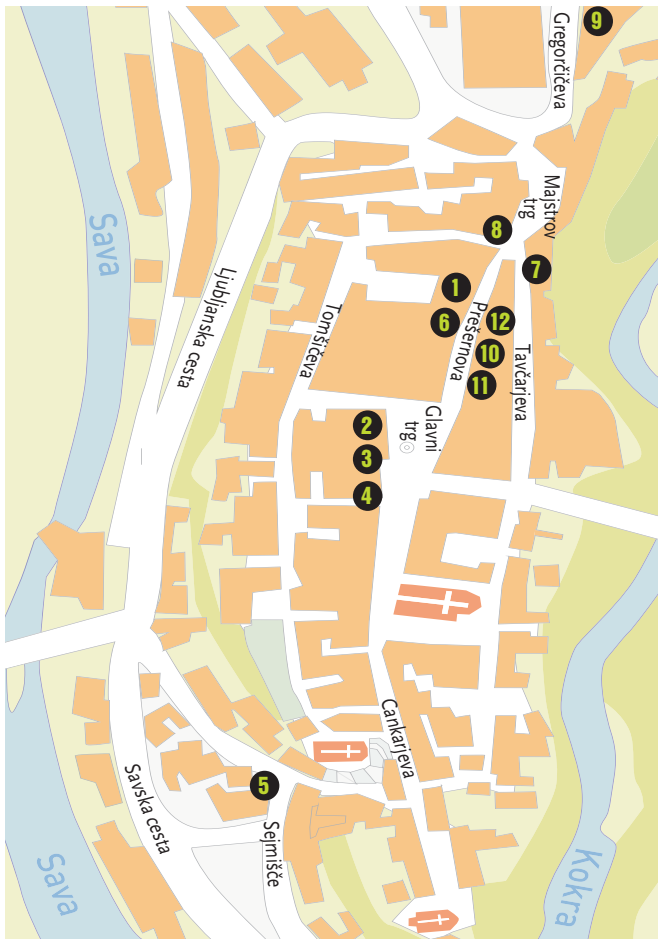 9
Gregorčičeva
Majstrov
trg
8
Sava
7
Ljubljanska cesta
1
Tomšičeva
6
Prešernova
12
10
Tavčarjeva
11
Glavni
trg
2
3
4
Cankarjeva
5
Savska cesta
Sejmišče
Sava
Kokra